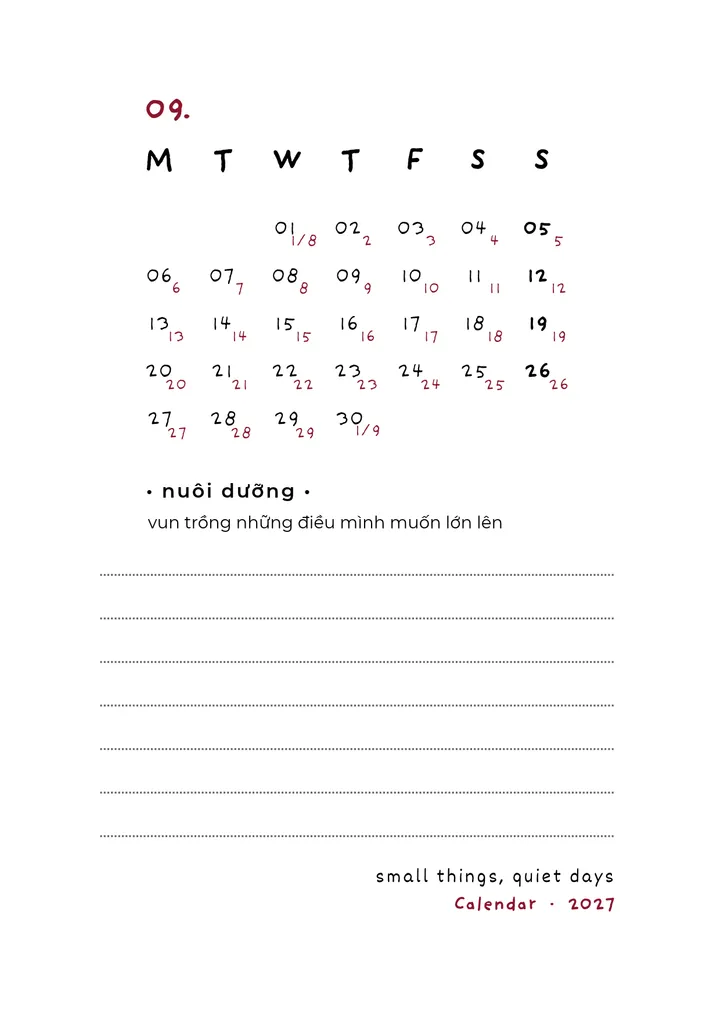 09.
M T W T F S S
01 1/8 02 2 03 3 04 4 05 5
06 6 07 7 08 8 09 9 10 10 11 11 12 12
13 13 14 14 15 15 16 16 17 17 18 18 19 19
20 20 21 21 22 22 23 23 24 24 25 25 26 26
27 27 28 28 29 29 30 1/9
• nuôi dưỡng •
vun trồng những điều mình muốn lớn lên
small things, quiet days
Calendar · 2027